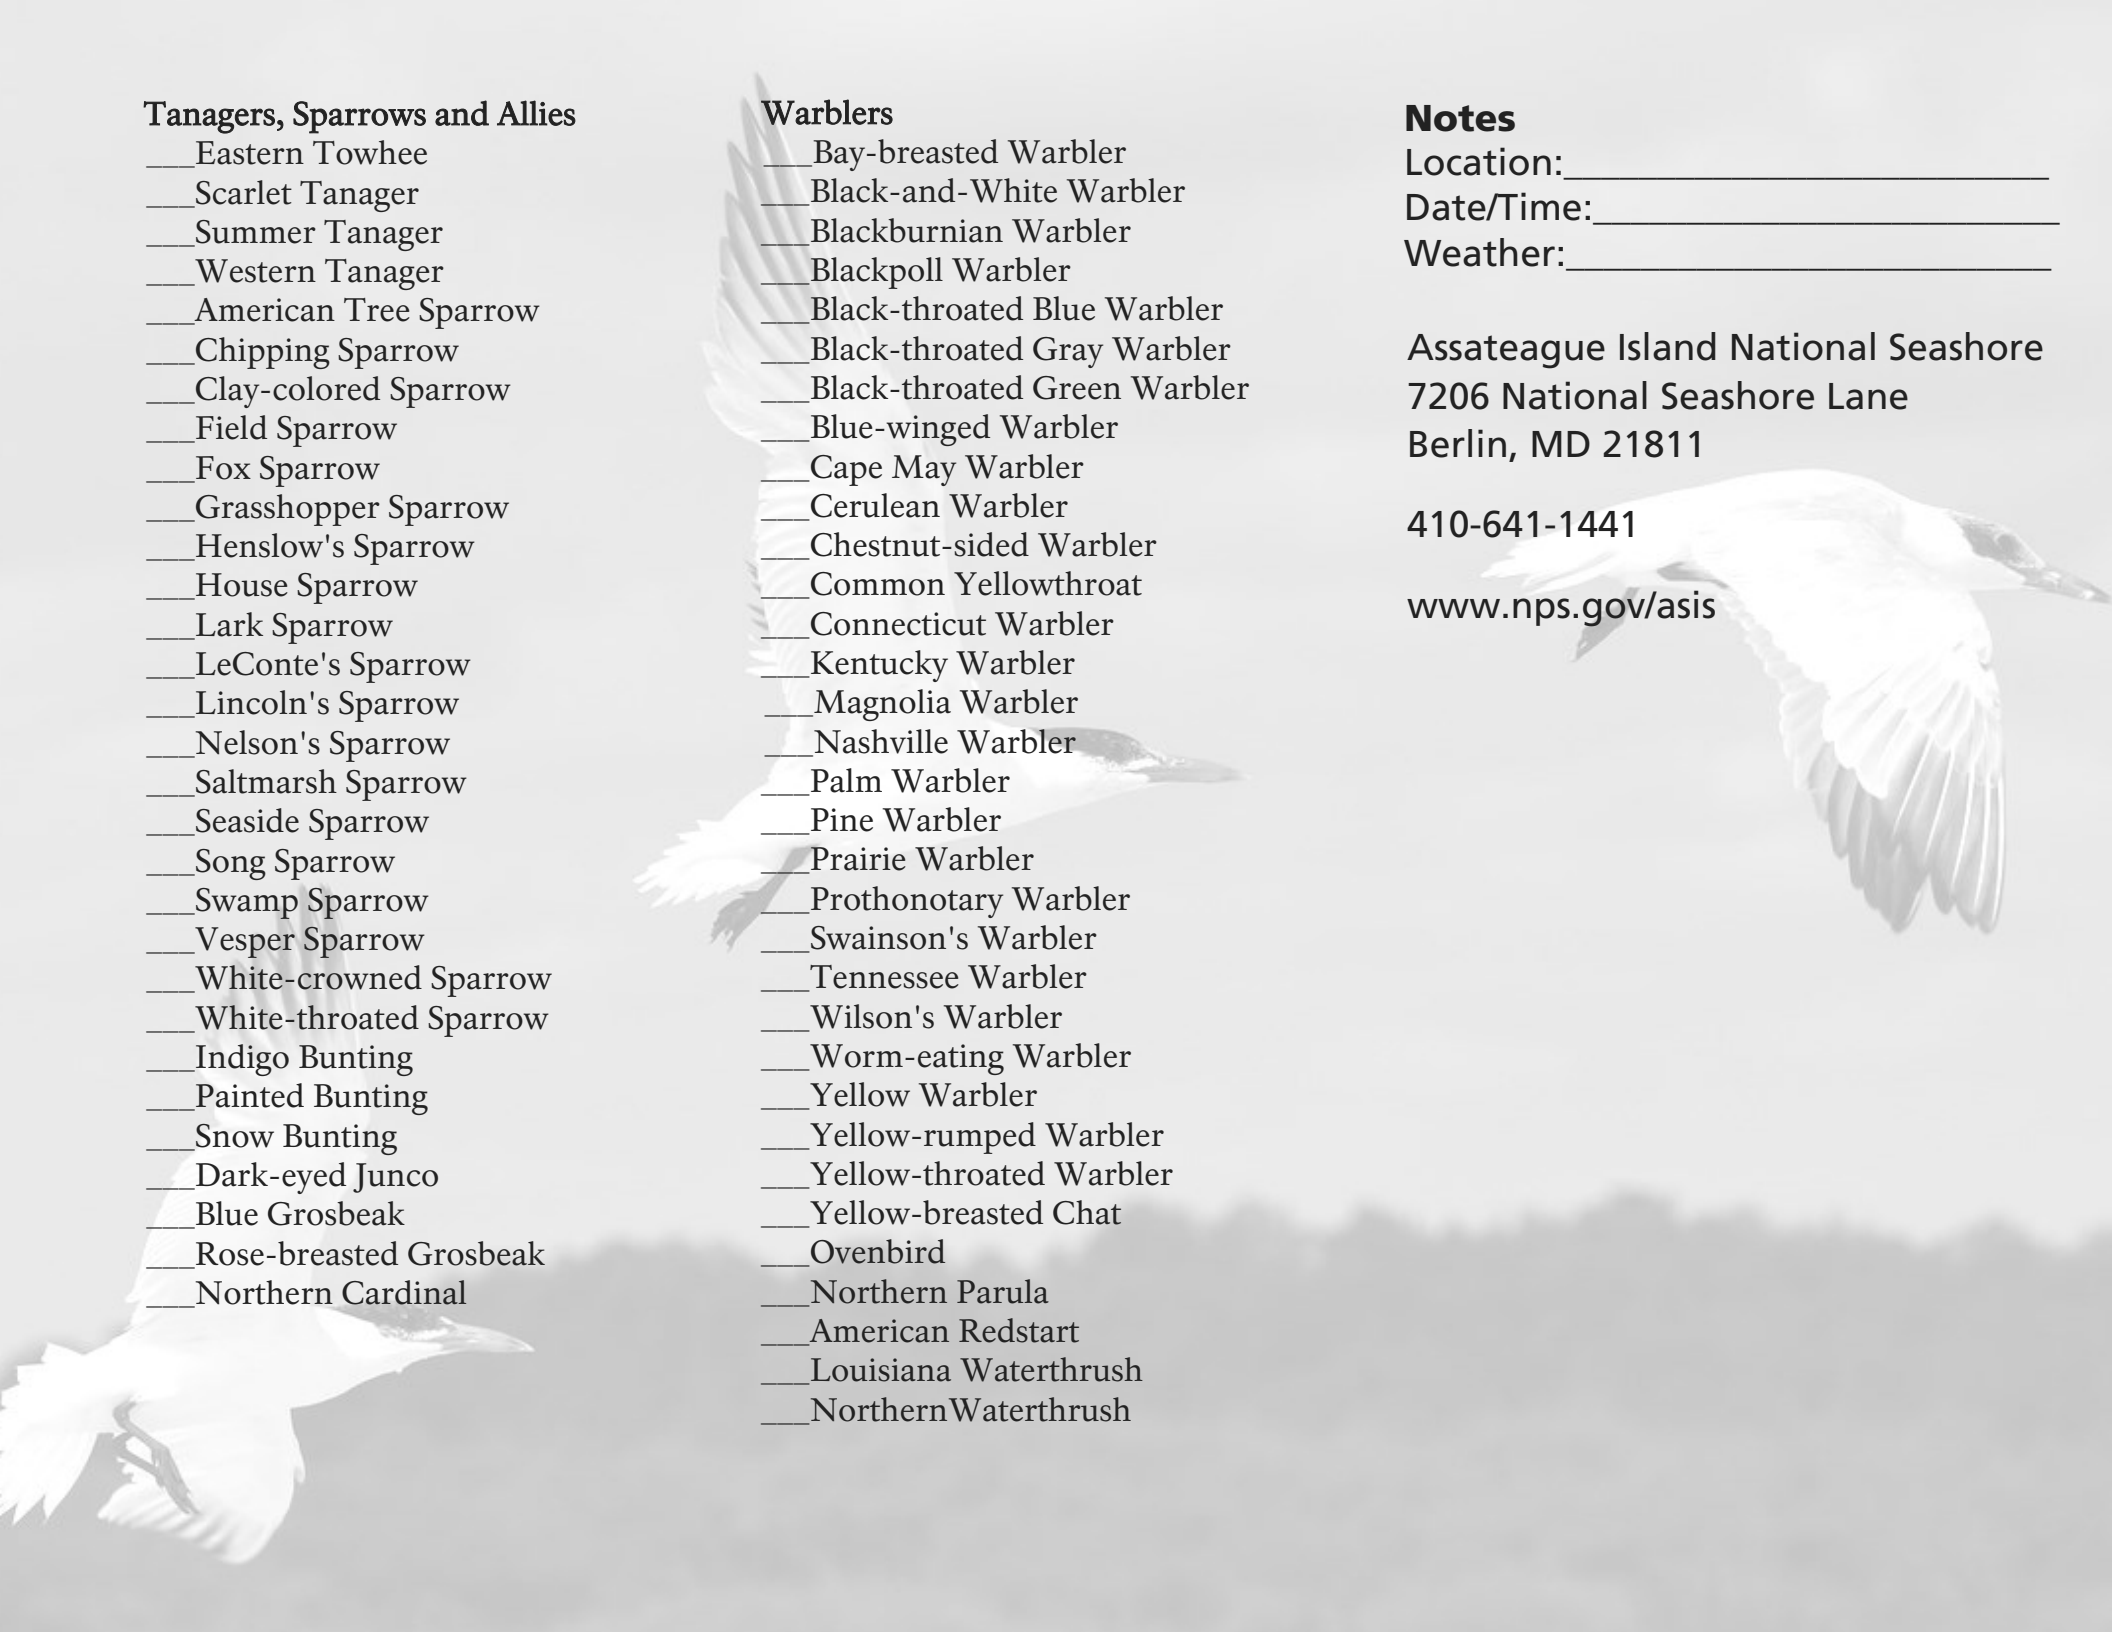 Tanagers, Sparrows and Allies
___Eastern Towhee
___Scarlet Tanager
___Summer Tanager
___Western Tanager
___American Tree Sparrow
___Chipping Sparrow
___Clay-colored Sparrow
___Field Sparrow
___Fox Sparrow
___Grasshopper Sparrow
___Henslow's Sparrow
___House Sparrow
___Lark Sparrow
___LeConte's Sparrow
___Lincoln's Sparrow
___Nelson's Sparrow
___Saltmarsh Sparrow
___Seaside Sparrow
___Song Sparrow
___Swamp Sparrow
___Vesper Sparrow
___White-crowned Sparrow
___White-throated Sparrow
___Indigo Bunting
___Painted Bunting
___Snow Bunting
___Dark-eyed Junco
___Blue Grosbeak
___Rose-breasted Grosbeak
___Northern Cardinal
Warblers
___Bay-breasted Warbler
___Black-and-White Warbler
___Blackburnian Warbler
___Blackpoll Warbler
___Black-throated Blue Warbler
___Black-throated Gray Warbler
___Black-throated Green Warbler
___Blue-winged Warbler
___Cape May Warbler
___Cerulean Warbler
___Chestnut-sided Warbler
___Common Yellowthroat
___Connecticut Warbler
___Kentucky Warbler
___Magnolia Warbler
___Nashville Warbler
___Palm Warbler
___Pine Warbler
___Prairie Warbler
___Prothonotary Warbler
___Swainson's Warbler
___Tennessee Warbler
___Wilson's Warbler
___Worm-eating Warbler
___Yellow Warbler
___Yellow-rumped Warbler
___Yellow-throated Warbler
___Yellow-breasted Chat
___Ovenbird
___Northern Parula
___American Redstart
___Louisiana Waterthrush
___NorthernWaterthrush
Notes
Location:__________________________
Date/Time:_________________________
Weather:__________________________
Assateague Island National Seashore
7206 National Seashore Lane
Berlin, MD 21811
410-641-1441
www.nps.gov/asis